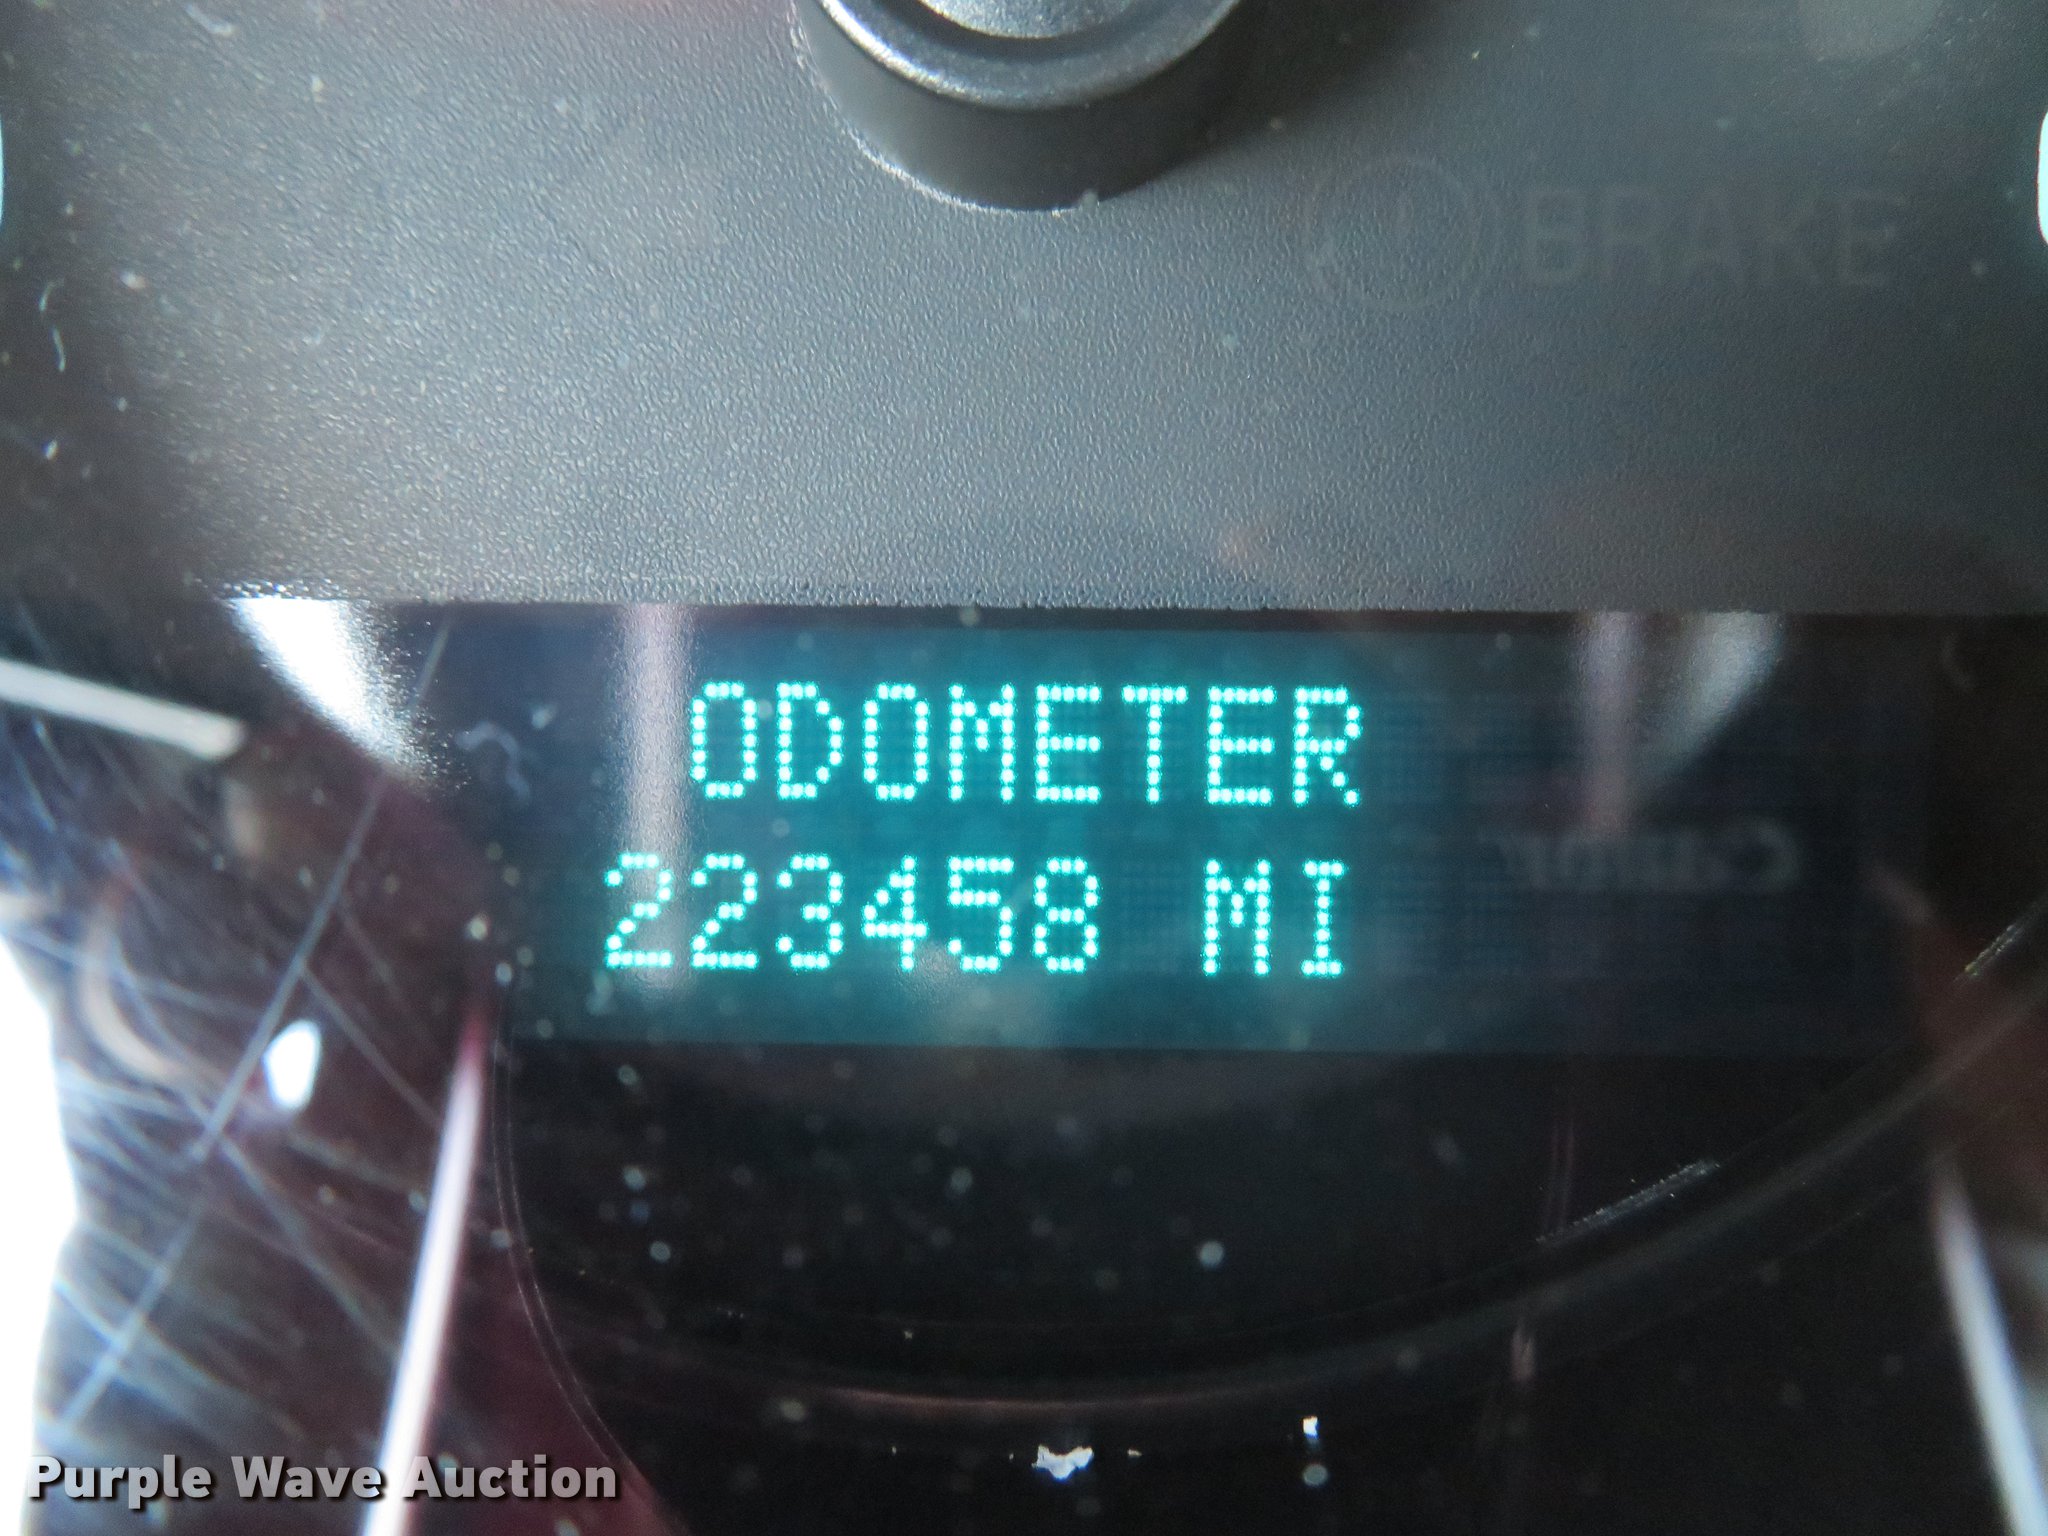 BRAKE
ODOMETER
223458 MI
Purple Wave Auction